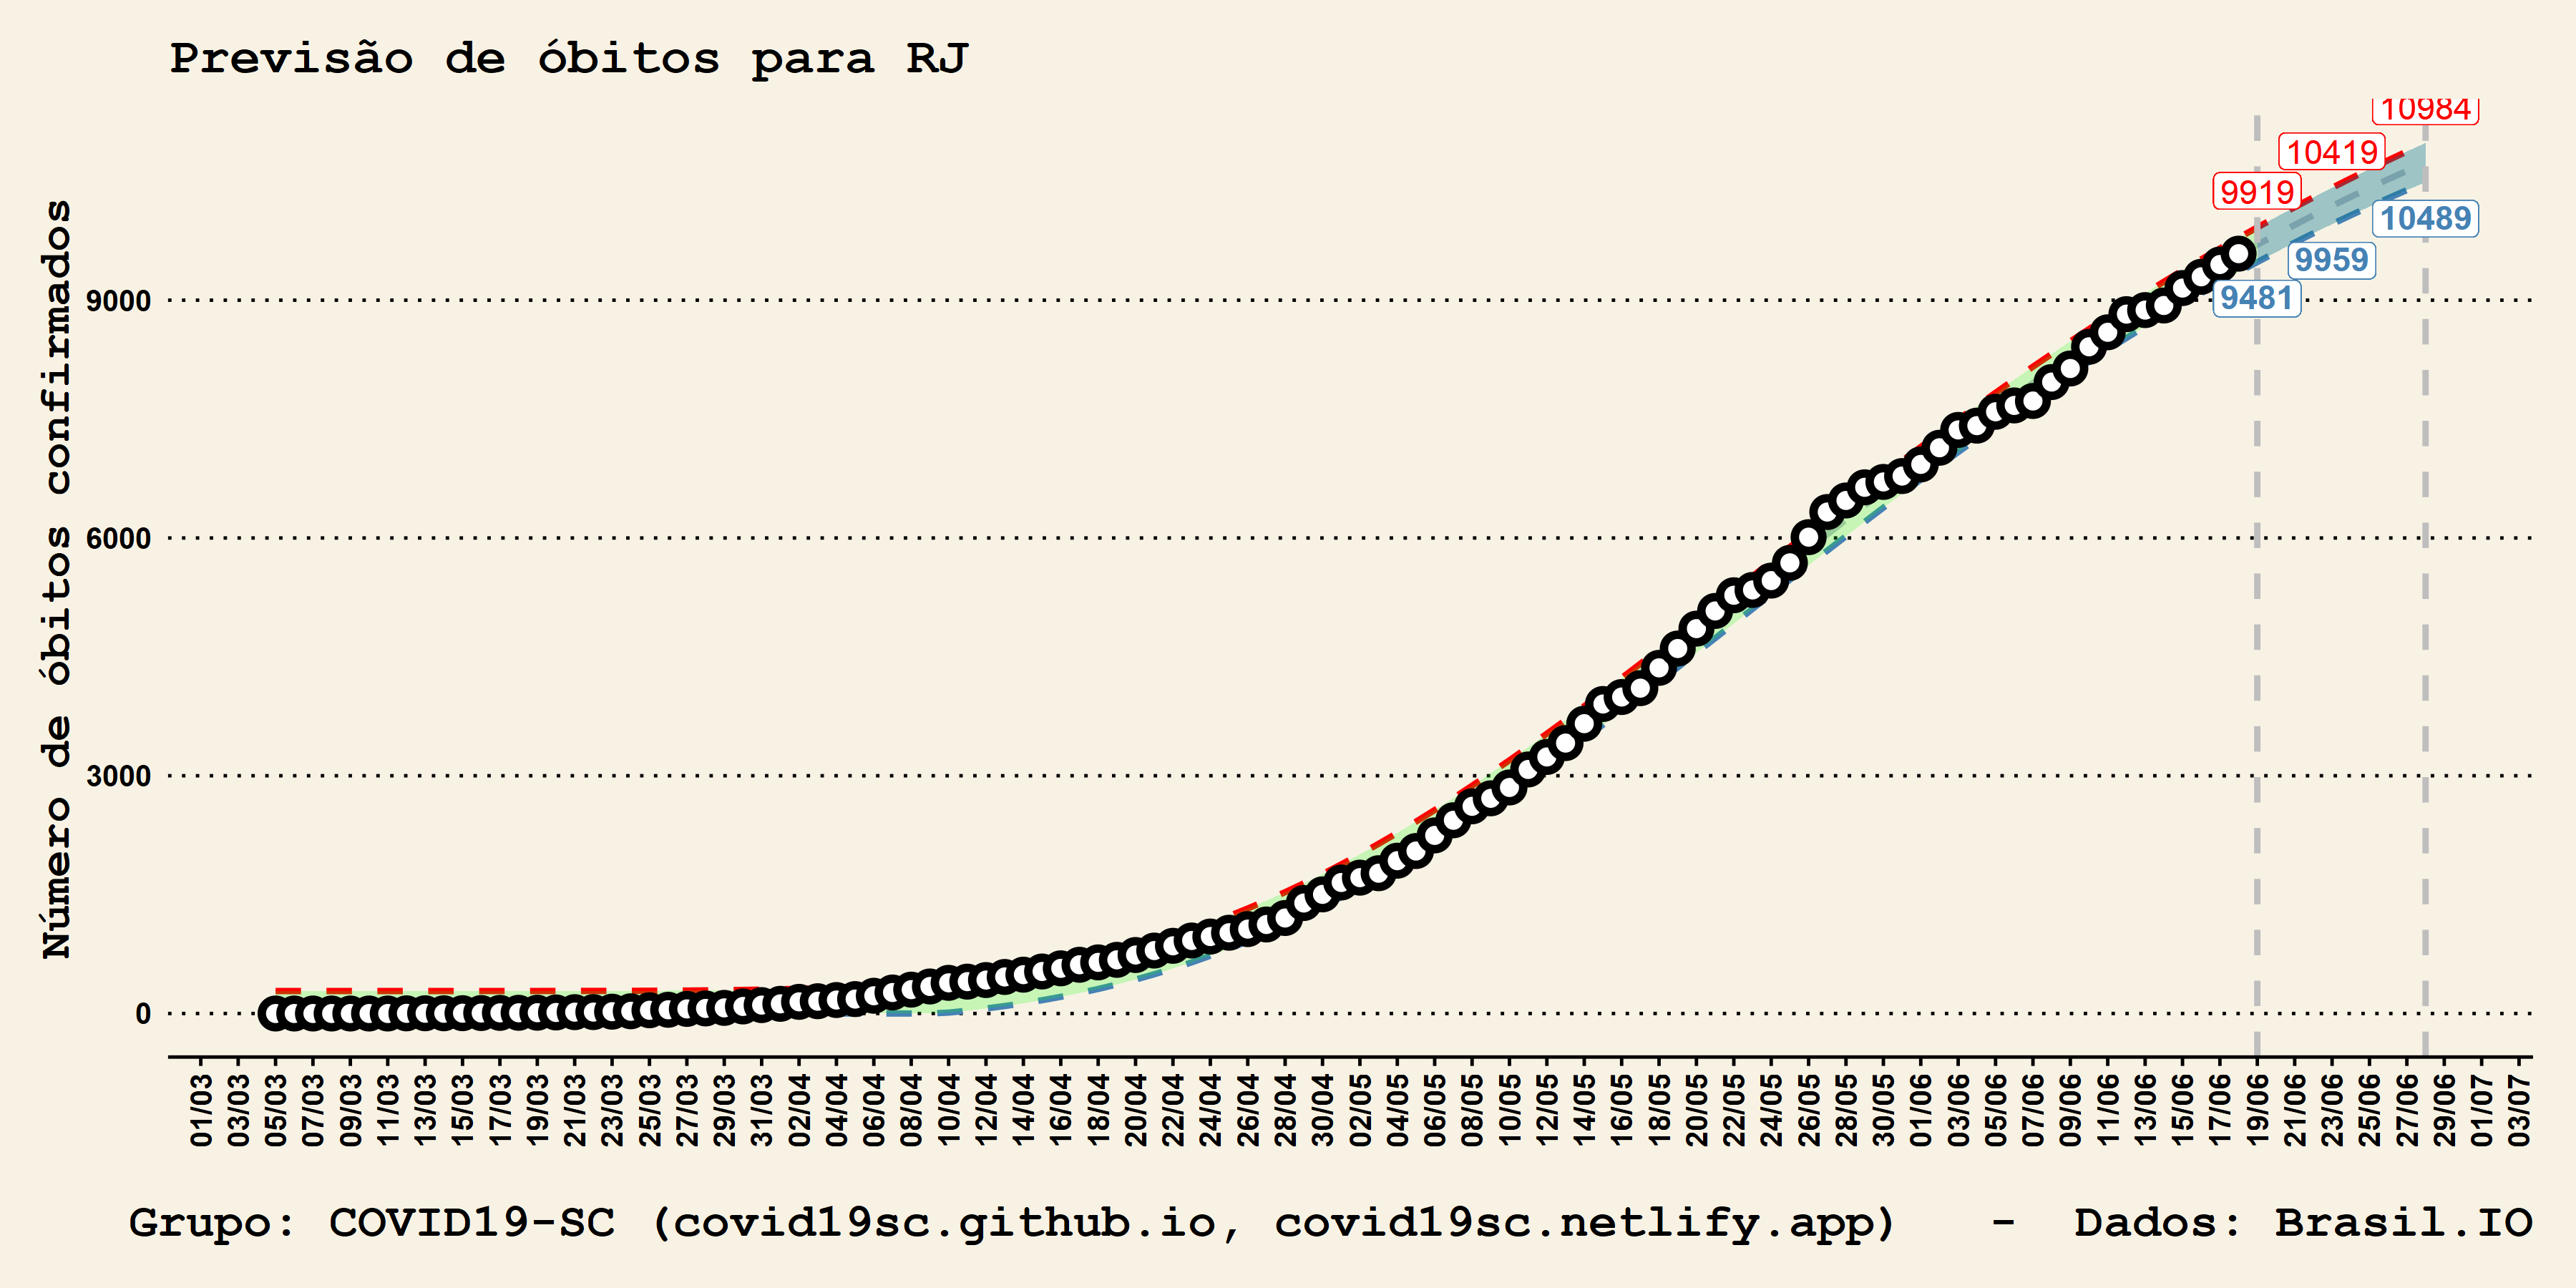 Previsão de óbitos para RJ
Número de óbitos confirmados
10984
10419
9919
10489
9959
9481
9000
6000
3000
0
01/03 03/03 05/03 07/03 09/03 11/03 13/03 15/03 17/03 19/03 21/03 23/03 25/03 27/03 29/03 31/03 02/04 04/04 06/04 08/04 10/04 12/04 14/04 16/04 18/04 20/04 22/04 24/04 26/04 28/04 30/04 02/05 04/05 06/05 08/05 10/05 12/05 14/05 16/05 18/05 20/05 22/05 24/05 26/05 28/05 30/05 01/06 03/06 05/06 07/06 09/06 11/06 13/06 15/06 17/06 19/06 21/06 23/06 25/06 27/06 29/06 01/07 03/07
Grupo: COVID19-SC (covid19sc.github.io, covid19sc.netlify.app) - Dados: Brasil.IO